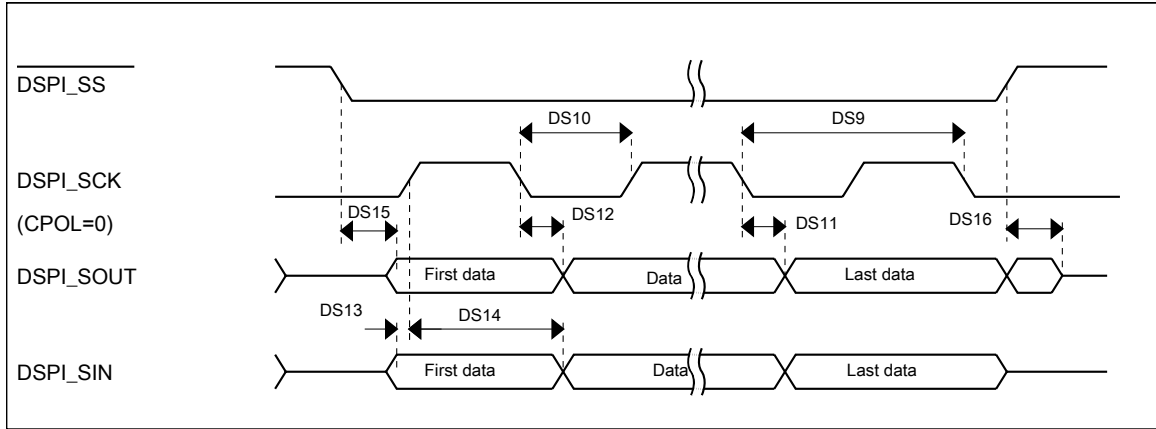 DSPI_SS
DS10
DS9
DSPI_SCK
(CPOL=0)
DS15
DS12
DS11
DS16
DSPI_SOUT
First data
Data
Last data
DS13
DS14
DSPI_SIN
First data
Data
Last data